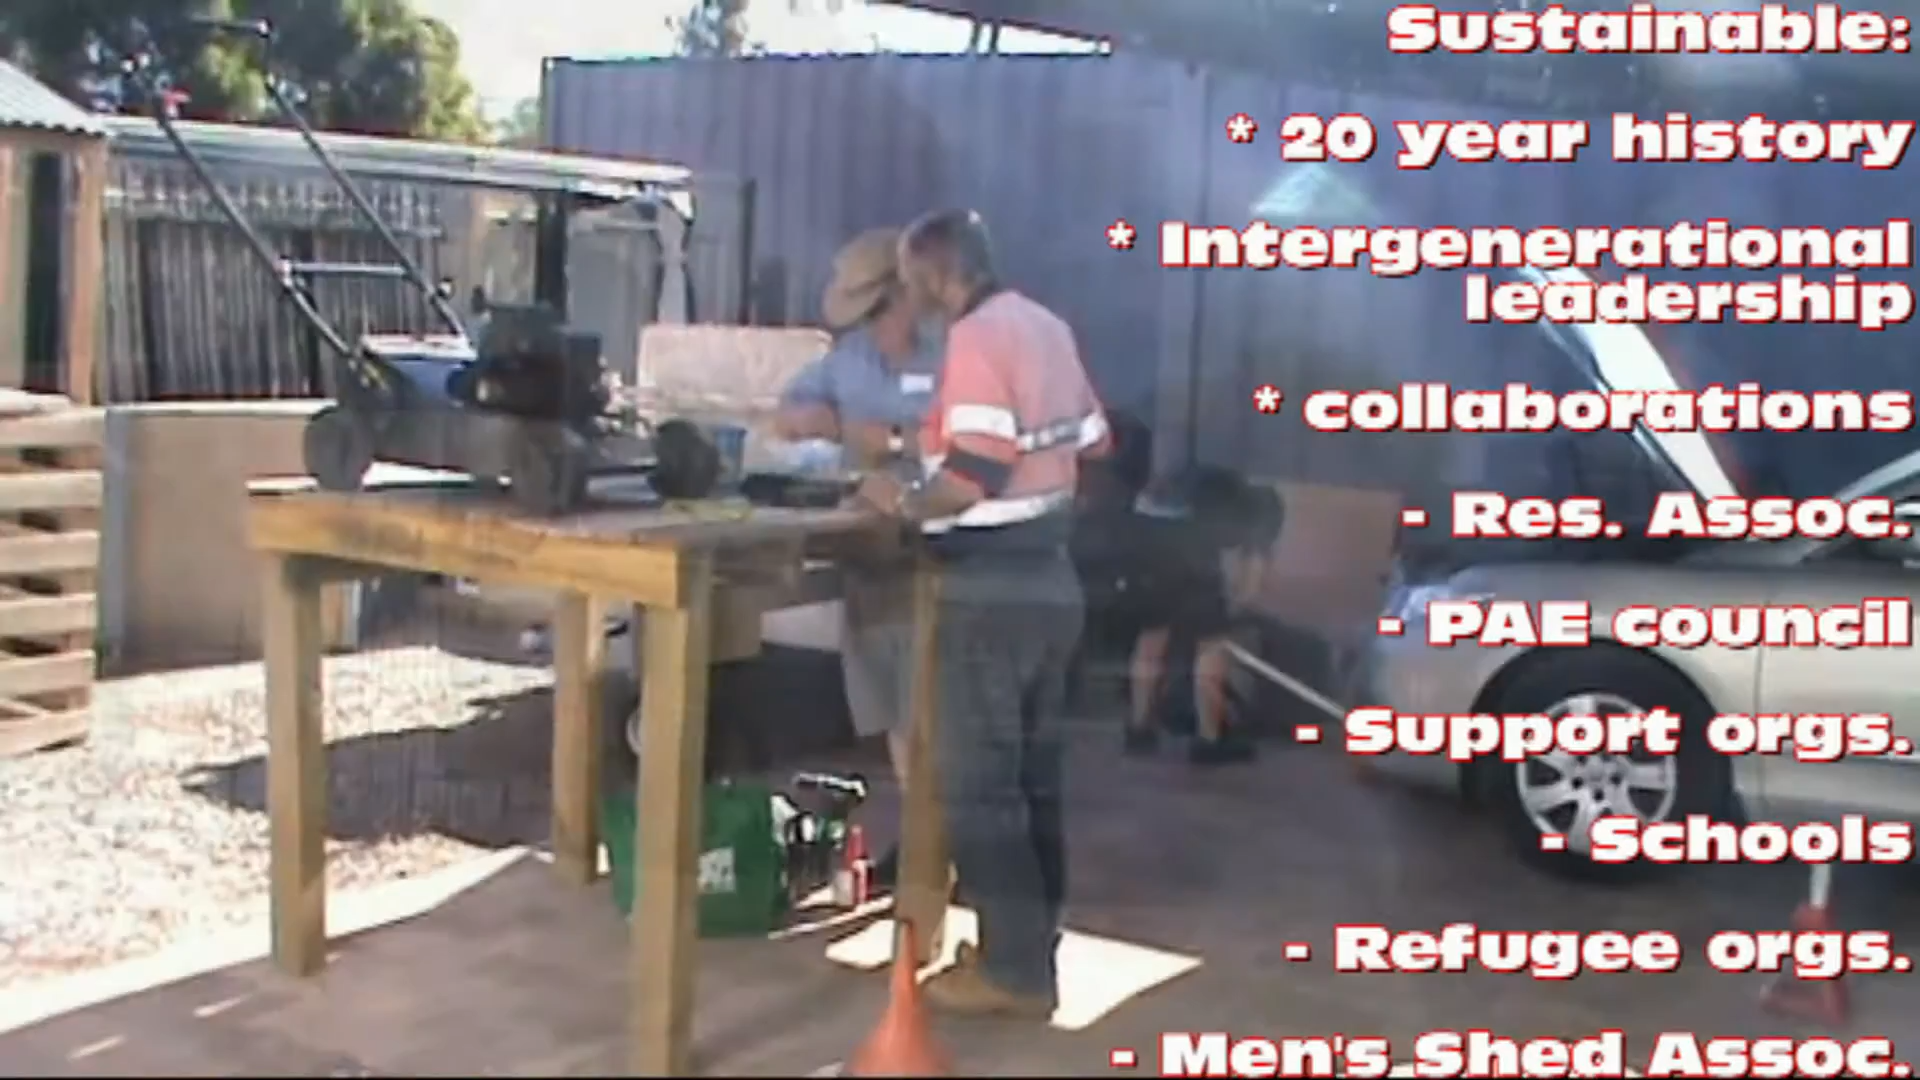 Sustainable:
* 20 year history
* Intergenerational
leadership
* collaborations
- Res. Assoc.
- PAE council
- Support orgs.
- Schools
- Refugee orgs.
- Men's Shed Assoc.